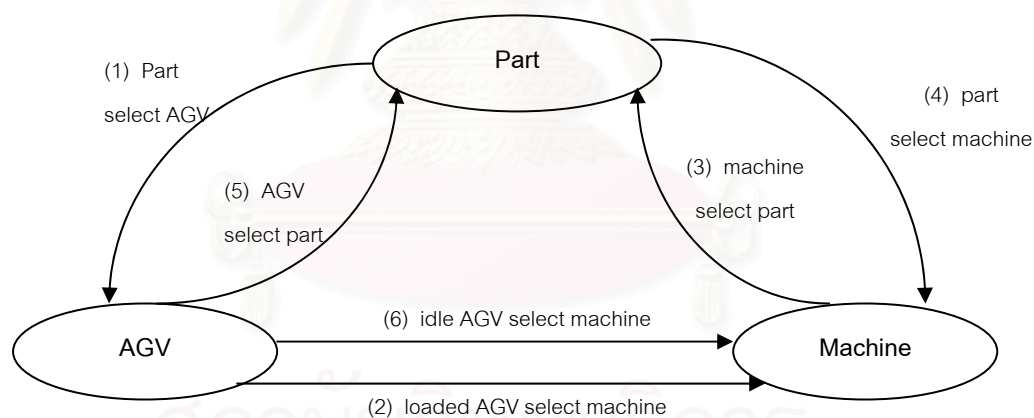 Part
(1) Part
select AGV
(4) part
select machine
(3) machine
select part
(5) AGV
select part
(6) idle AGV select machine
AGV
Machine
(2) loaded AGV select machine